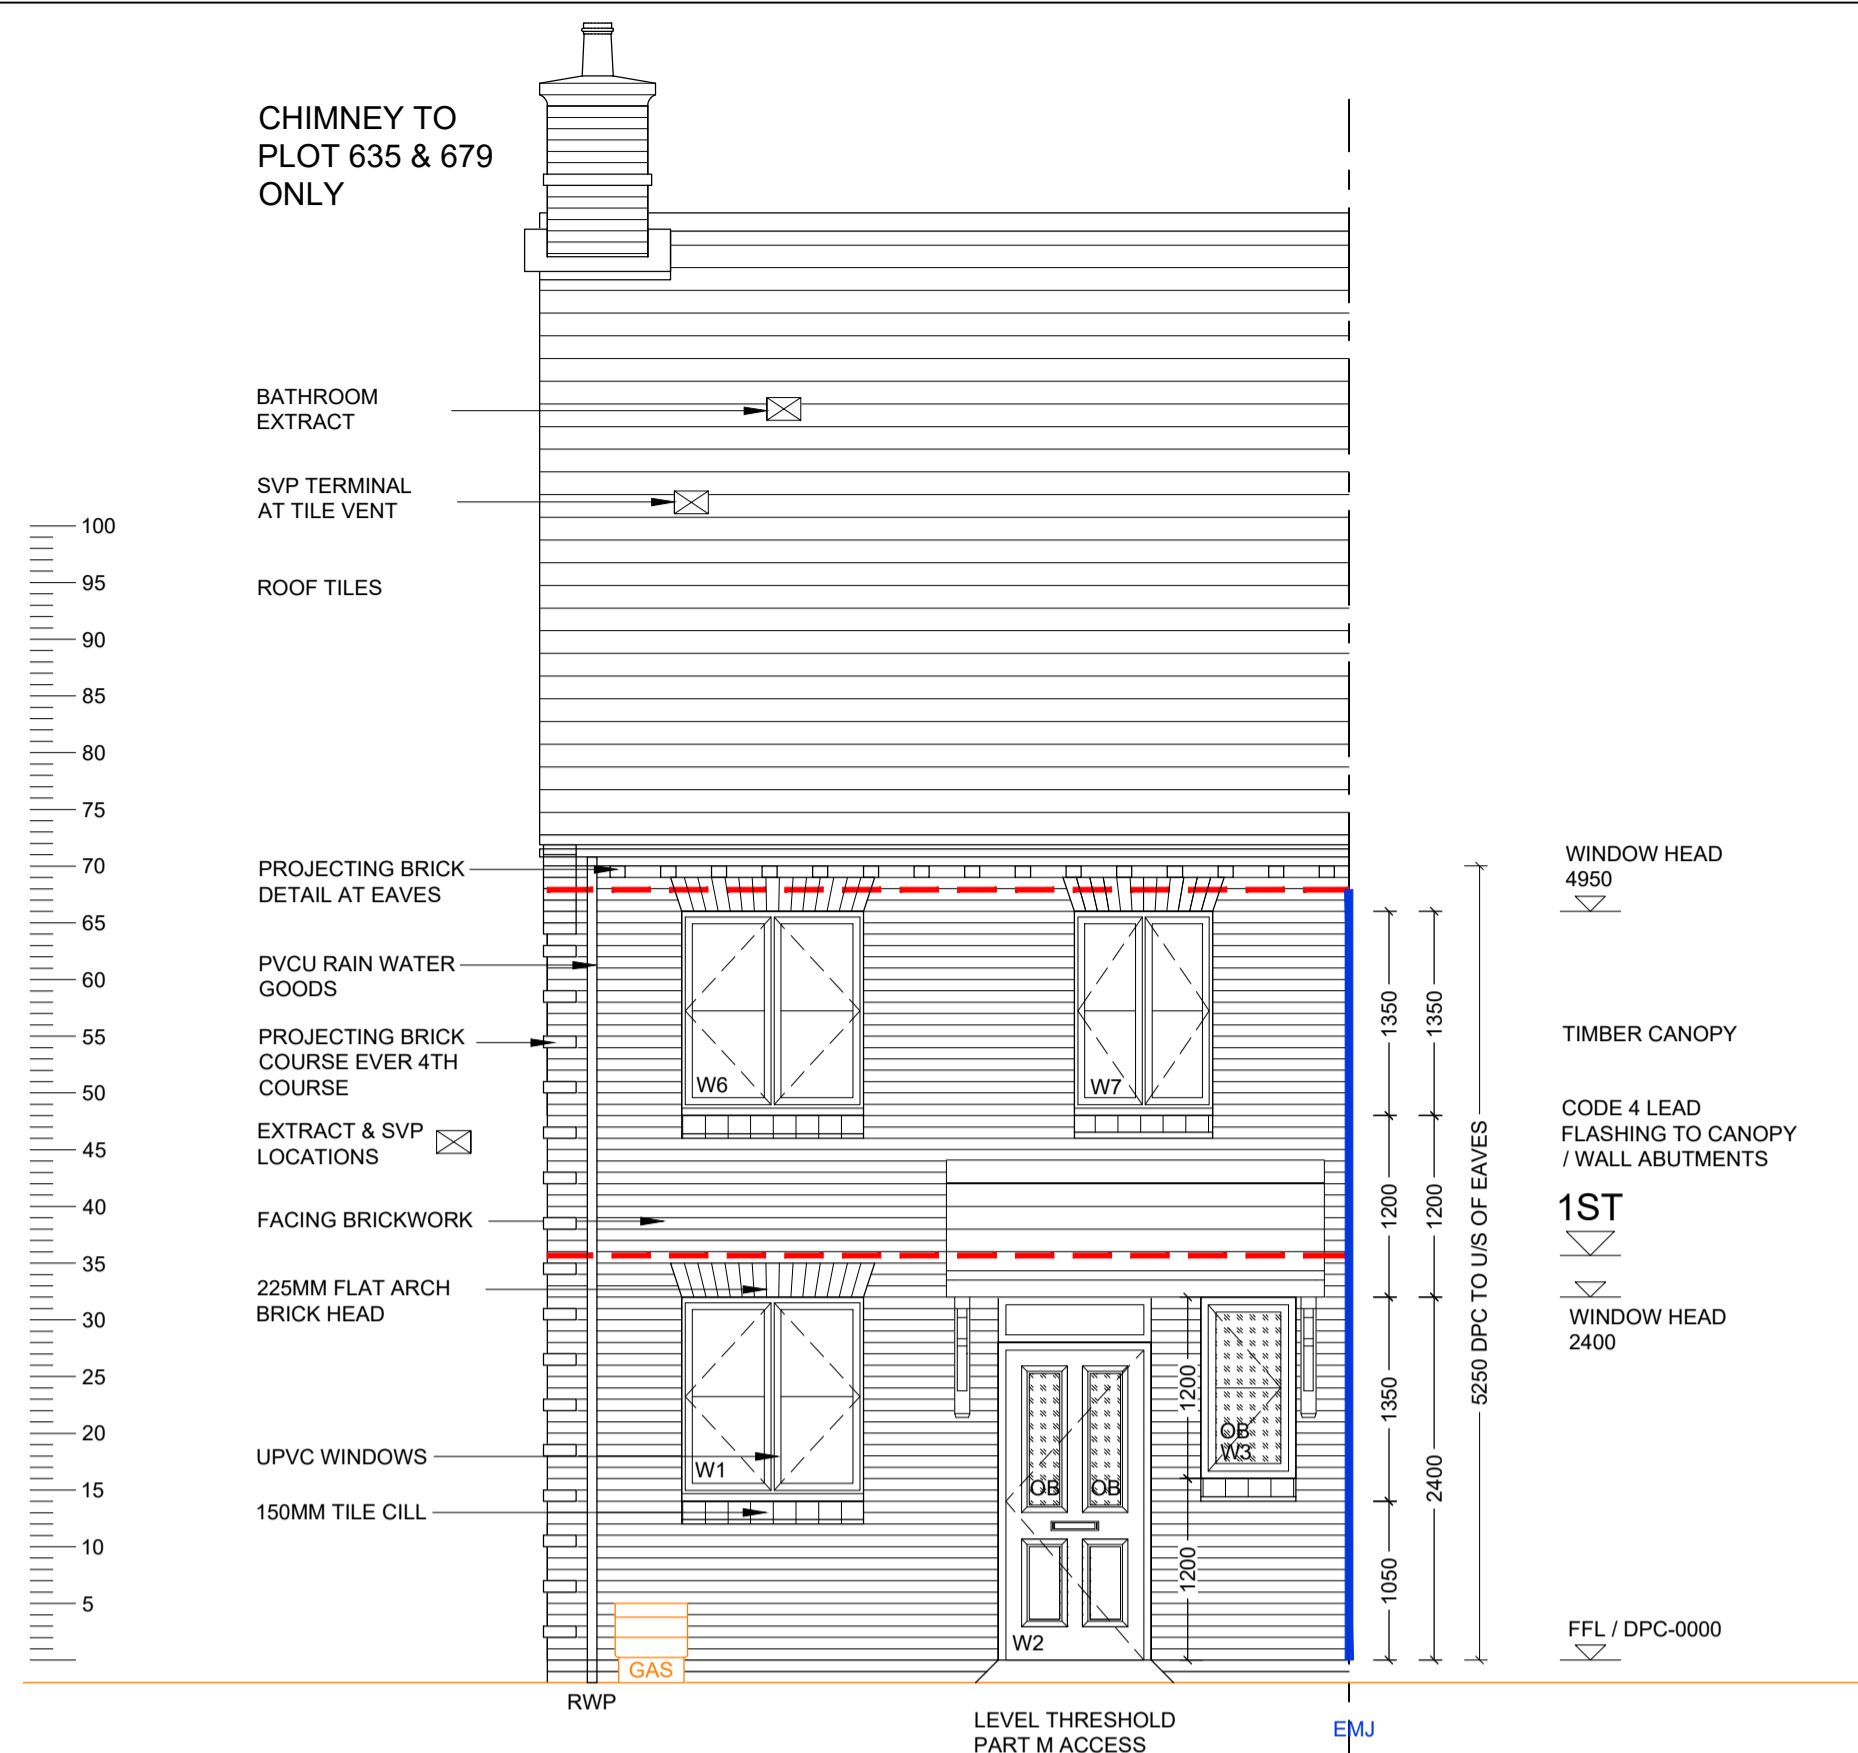 CHIMNEY TO
PLOT 635 & 679
ONLY
BATHROOM
EXTRACT
SVP TERMINAL
AT TILE VENT
ROOF TILES
100
95
90
85
80
75
70
65
60
55
50
45
40
35
30
25
20
15
10
5
PROJECTING BRICK
DETAIL AT EAVES
PVCU RAIN WATER
GOODS
PROJECTING BRICK
COURSE EVER 4TH
COURSE
EXTRACT & SVP
LOCATIONS
FACING BRICKWORK
225MM FLAT ARCH
BRICK HEAD
UPVC WINDOWS
150MM TILE CILL
W6
W7
W1
W2
OB
OB
OB
W3
GAS
RWP
LEVEL THRESHOLD
PART M ACCESS
EMJ
1200
1200
1350
1200
1350
1050
1350
1200
2400
5250 DPC TO U/S OF EAVES
WINDOW HEAD
4950
TIMBER CANOPY
CODE 4 LEAD
FLASHING TO CANOPY
/ WALL ABUTMENTS
1ST
WINDOW HEAD
2400
FFL / DPC-0000